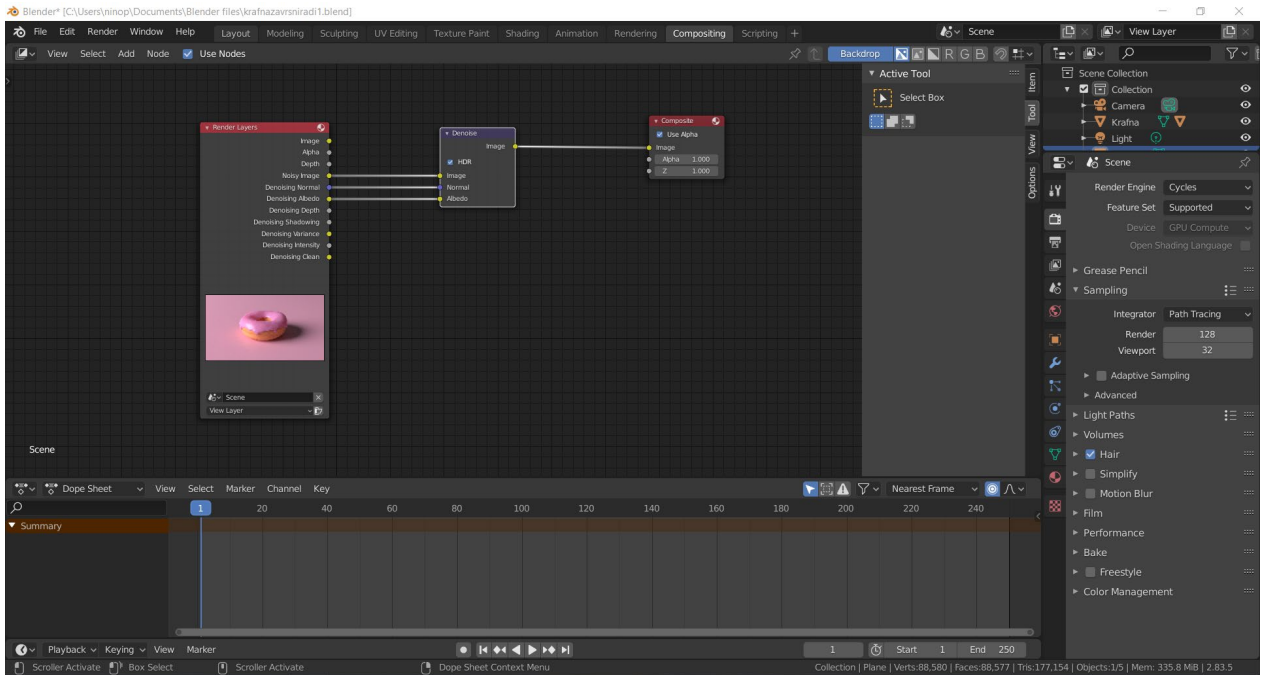 Blender* [C:\Users\ninop\Documents\Blender files\krafnazavrsniradi1.blend]
File Edit Render Window Help Layout Modeling Sculpting UV Editing Texture Paint Shading Animation Rendering Compositing Scripting + Scene View Layer
View Select Add Node Use Nodes Backdrop R G B
Active Tool
Select Box
Item
Tool
View
Options
Render Layers
Image
Alpha
Depth
Noisy Image
Denoising Normal
Denoising Albedo
Denoising Depth
Denoising Shadowing
Denoising Variance
Denoising Intensity
Denoising Clean
Scene
View Layer
Denoise
Image
HDR
Image
Normal
Albedo
Composite
Use Alpha
Image
Alpha 1.000
Z 1.000
Scene
Scene Collection
Collection
Camera
Krafna
Light
Scene
Render Engine Cycles
Feature Set Supported
Device GPU Compute
Open Shading Language
Grease Pencil
Sampling
Integrator Path Tracing
Render 128
Viewport 32
Adaptive Sampling
Advanced
Light Paths
Volumes
Hair
Simplify
Motion Blur
Film
Performance
Bake
Freestyle
Color Management
Dope Sheet View Select Marker Channel Key Nearest Frame
1 20 40 60 80 100 120 140 160 180 200 220 240
Summary
Playback Keying View Marker 1 Start 1 End 250
Scroller Activate Box Select Scroller Activate Dope Sheet Context Menu Collection | Plane | Verts:88,580 | Faces:88,577 | Tris:177,154 | Objects:1/5 | Mem: 335.8 MiB | 2.83.5